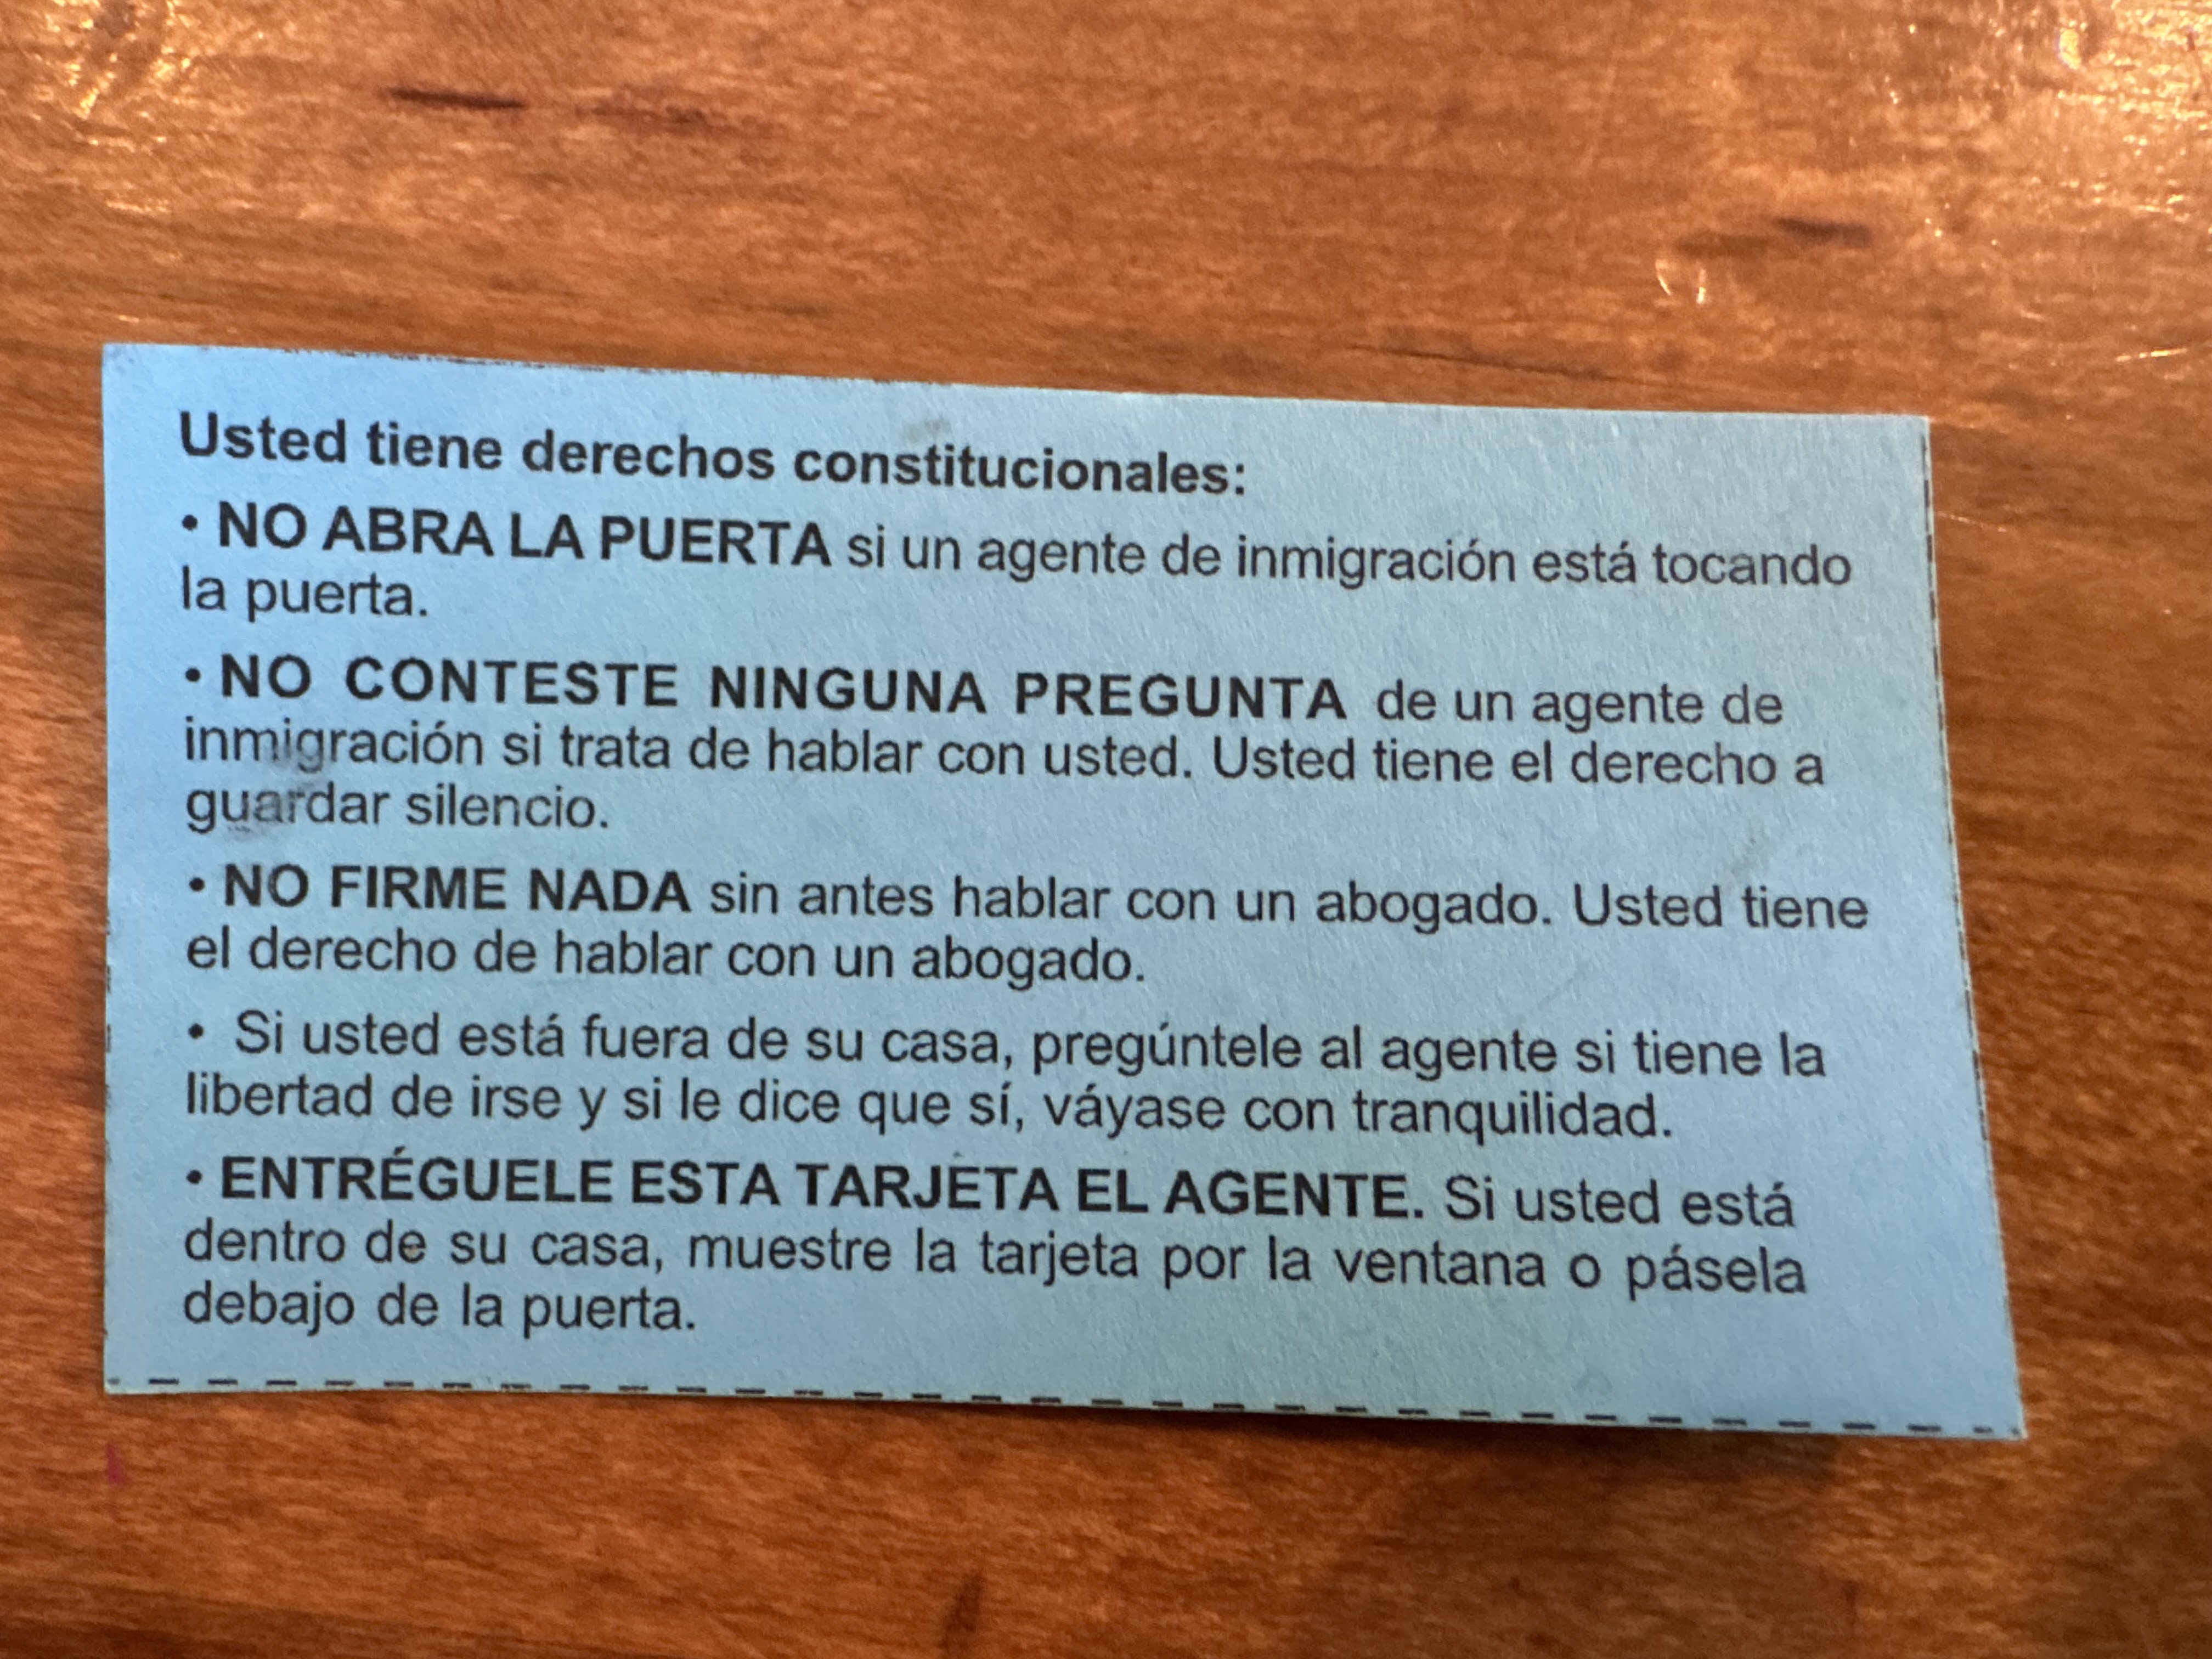 Usted tiene derechos constitucionales:
• NO ABRA LA PUERTA si un agente de inmigración está tocando
la puerta.
• NO CONTESTE NINGUNA PREGUNTA de un agente de
inmigración si trata de hablar con usted. Usted tiene el derecho a
guardar silencio.
• NO FIRME NADA sin antes hablar con un abogado. Usted tiene
el derecho de hablar con un abogado.
• Si usted está fuera de su casa, pregúntele al agente si tiene la
libertad de irse y si le dice que sí, váyase con tranquilidad.
• ENTRÉGUELE ESTA TARJETA EL AGENTE. Si usted está
dentro de su casa, muestre la tarjeta por la ventana o pásela
debajo de la puerta.